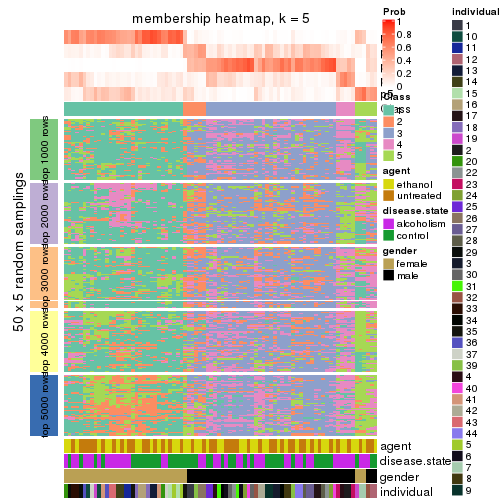 membership heatmap, k = 5
50 x 5 random samplings
top 1000 rows
top 2000 rows
top 3000 rows
top 4000 rows
top 5000 rows
Prob
1
0.8
0.6
0.4
0.2
0
Class
1
2
3
4
5
agent
ethanol
untreated
disease.state
alcoholism
control
gender
female
male
individual
1
10
11
12
13
14
15
16
17
18
19
2
20
22
23
24
25
26
27
28
29
3
30
31
32
33
34
35
36
37
39
4
40
41
42
43
44
5
6
7
8
9
agent
disease.state
gender
individual